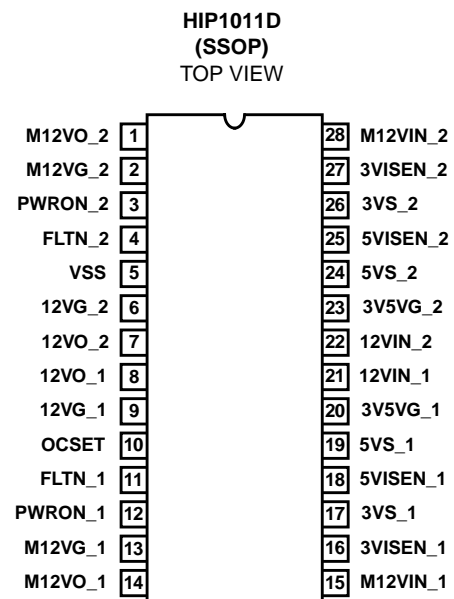 HIP1011D
(SSOP)
TOP VIEW
M12VO_2 1 28 M12VIN_2
M12VG_2 2 27 3VISEN_2
PWRON_2 3 26 3VS_2
FLTN_2 4 25 5VISEN_2
VSS 5 24 5VS_2
12VG_2 6 23 3V5VG_2
12VO_2 7 22 12VIN_2
12VO_1 8 21 12VIN_1
12VG_1 9 20 3V5VG_1
OCSET 10 19 5VS_1
FLTN_1 11 18 5VISEN_1
PWRON_1 12 17 3VS_1
M12VG_1 13 16 3VISEN_1
M12VO_1 14 15 M12VIN_1